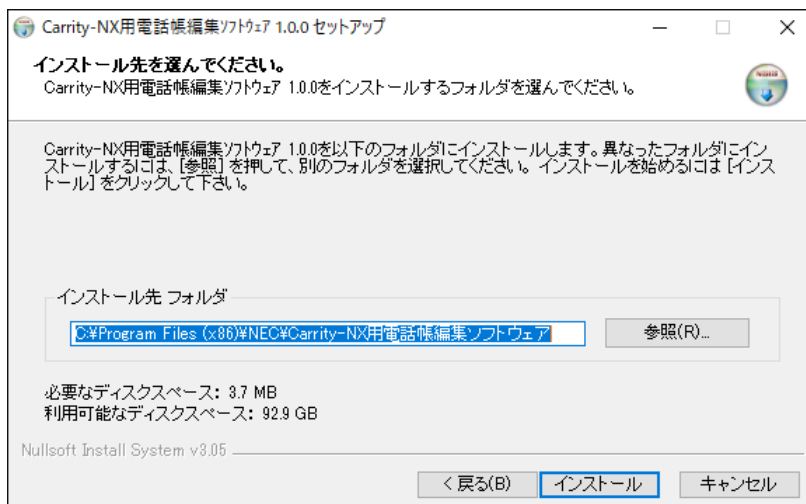 Carrity-NX用電話帳編集ｿﾌﾄｳｪｱ 1.0.0 セットアップ
インストール先を選んでください。
Carrity-NX用電話帳編集ｿﾌﾄｳｪｱ 1.0.0をインストールするフォルダを選んでください。
Carrity-NX用電話帳編集ｿﾌﾄｳｪｱ 1.0.0を以下のフォルダにインストールします。異なったフォルダにイン
ストールするには、[参照] を押して、別のフォルダを選択してください。インストールを始めるには [インス
トール] をクリックして下さい。
インストール先 フォルダ
C:¥Program Files (x86)¥NEC¥Carrity-NX用電話帳編集ソフトウェア
参照(R)...
必要なディスクスペース: 3.7 MB
利用可能なディスクスペース: 92.9 GB
Nullsoft Install System v3.05
< 戻る(B)
インストール
キャンセル